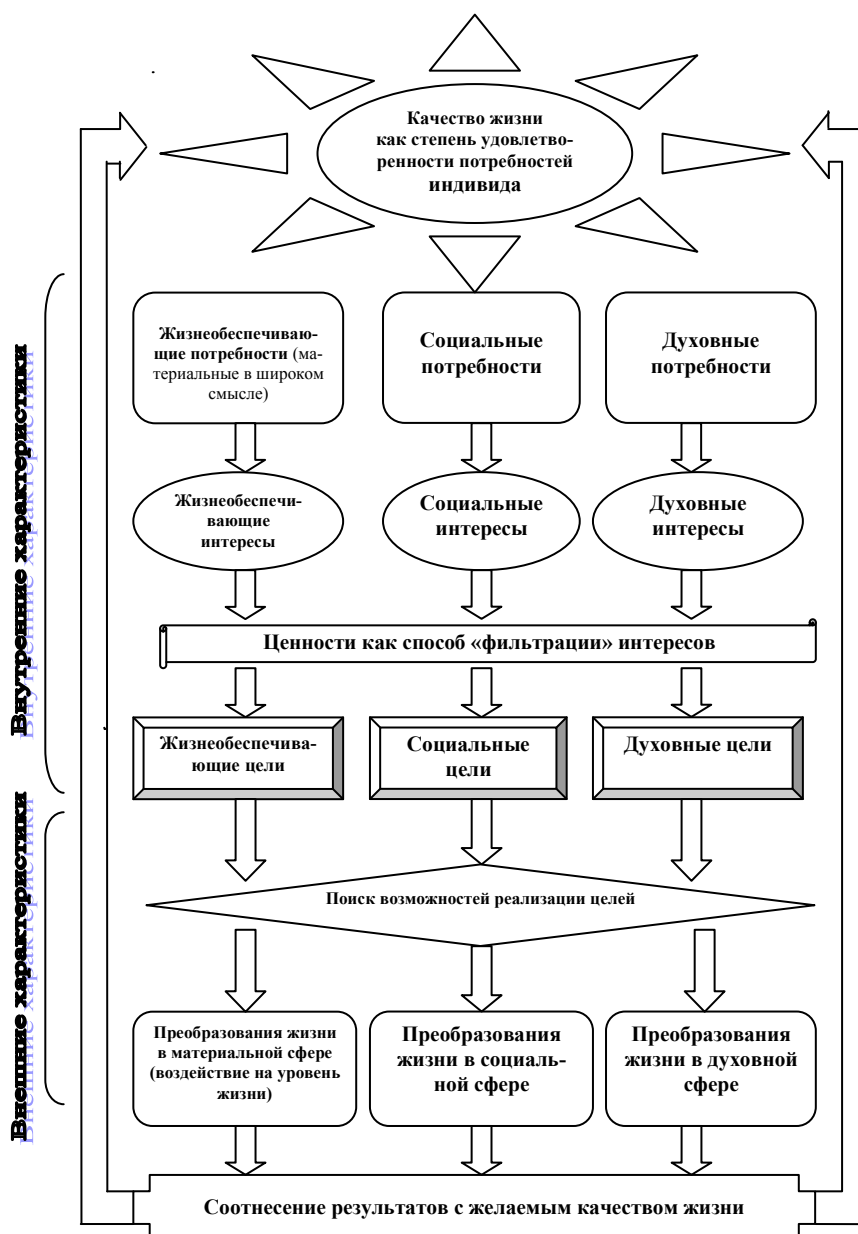 Качество жизни
как степень удовлетво-
ренности потребностей
индивида
Внутренние характеристики
Жизнеобеспечиваю-
щие потребности (ма-
териальные в широком
смысле)
Социальные
потребности
Духовные
потребности
Жизнеобеспечи-
вающие
интересы
Социальные
интересы
Духовные
интересы
Ценности как способ «фильтрации» интересов
Жизнеобеспечива-
ющие цели
Социальные
цели
Духовные цели
Внешние характеристики
Поиск возможностей реализации целей
Преобразования жизни
в материальной сфере
(воздействие на уровень
жизни)
Преобразования
жизни в социаль-
ной сфере
Преобразования
жизни в духовной
сфере
Соотнесение результатов с желаемым качеством жизни